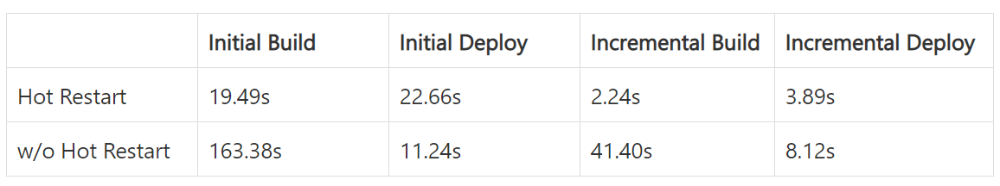 Initial Build Initial Deploy Incremental Build Incremental Deploy
Hot Restart 19.49s 22.66s 2.24s 3.89s
w/o Hot Restart 163.38s 11.24s 41.40s 8.12s